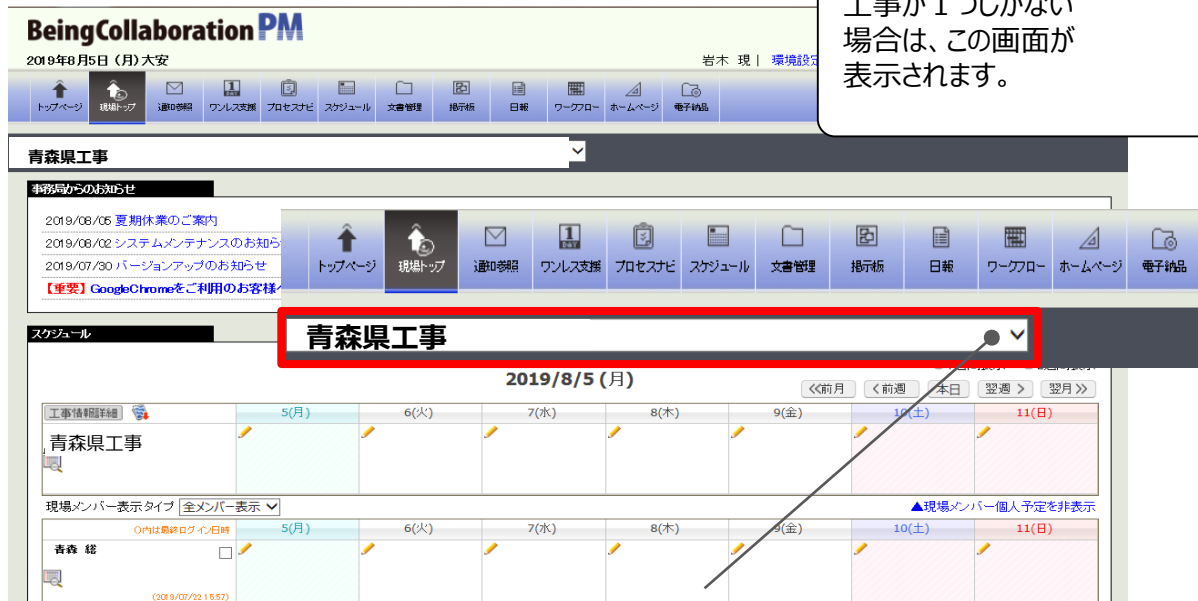 工事が１つしかない
場合は、この画面が
表示されます。
BeingCollaboration PM
2019年8月5日（月）大安
岩木 現｜ 環境設定
トップページ 現場トップ 通知参照 ワンレス支援 プロセスナビ スケジュール 文書管理 掲示板 日報 ワークフロー ホームページ 電子納品
青森県工事
事務局からのお知らせ
2019/08/05 夏期休業のご案内
2019/08/02 システムメンテナンスのお知ら
2019/07/30 バージョンアップのお知らせ
【重要】GoogleChromeをご利用のお客様へ
トップページ 現場トップ 通知参照 1 DAY ワンレス支援 プロセスナビ スケジュール 文書管理 掲示板 日報 ワークフロー ホームページ 電子納品
青森県工事
スケジュール
2019/8/5 (月)
≪前月 ＜前週 本日 翌週＞ 翌月≫
工事情報詳細 5(月) 6(火) 7(水) 8(木) 9(金) 10(土) 11(日)
青森県工事
現場メンバー表示タイプ 全メンバー表示 ▲現場メンバー個人予定を非表示
()内は最終ログイン日時 5(月) 6(火) 7(水) 8(木) 9(金) 10(土) 11(日)
青森 総
(2019/07/22 15:57)